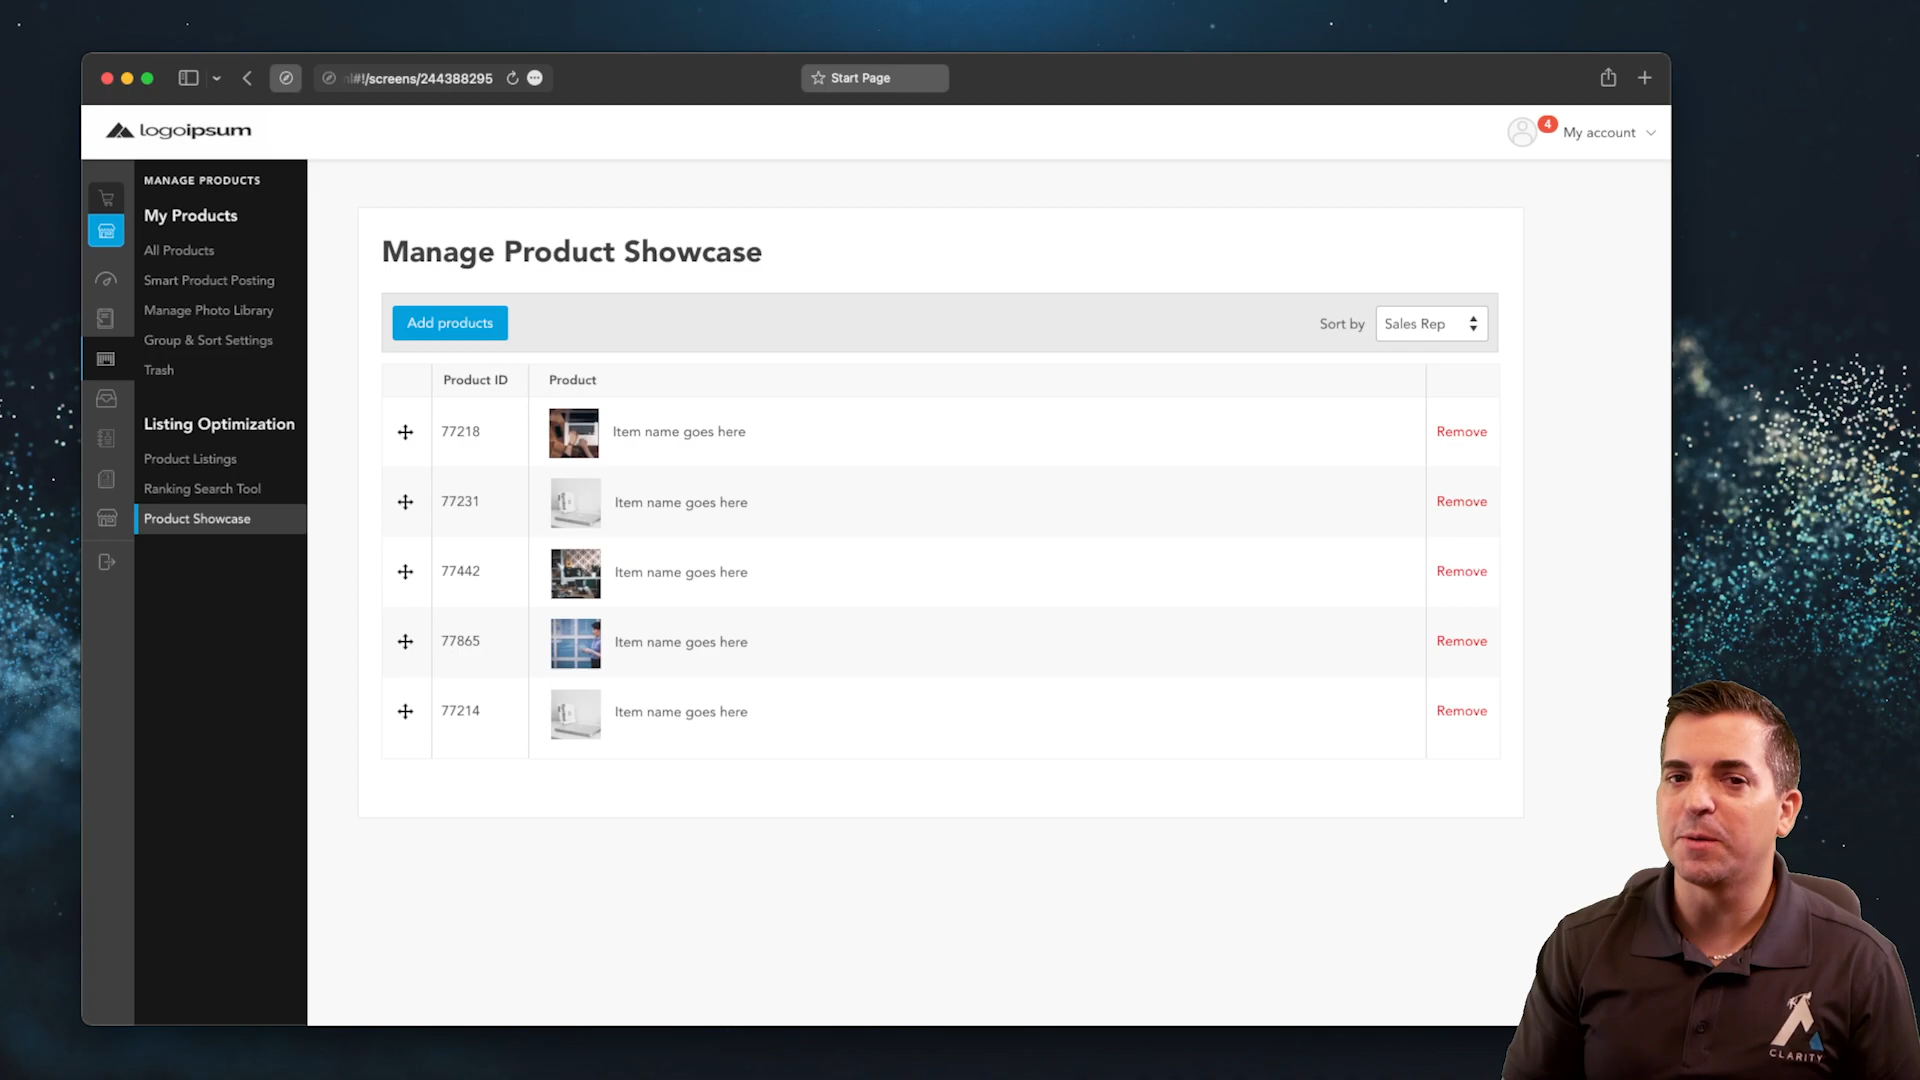 nl#!/screens/244388295
Start Page
logoipsum
4
My account
MANAGE PRODUCTS
My Products
All Products
Smart Product Posting
Manage Photo Library
Group & Sort Settings
Trash
Listing Optimization
Product Listings
Ranking Search Tool
Product Showcase
Manage Product Showcase
Add products
Sort by
Sales Rep
Product ID
Product
77218
Item name goes here
Remove
77231
Item name goes here
Remove
77442
Item name goes here
Remove
77865
Item name goes here
Remove
77214
Item name goes here
Remove
CLARITY